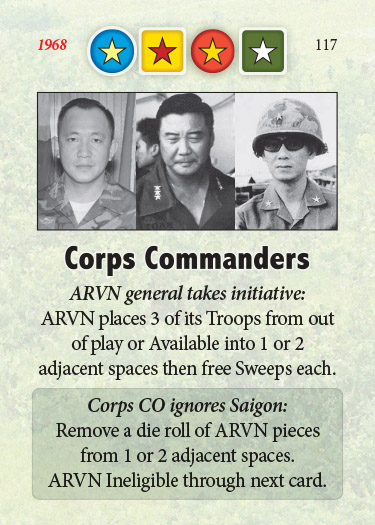 1968
117
Corps Commanders
ARVN general takes initiative:
ARVN places 3 of its Troops from out
of play or Available into 1 or 2
adjacent spaces then free Sweeps each.
Corps CO ignores Saigon:
Remove a die roll of ARVN pieces
from 1 or 2 adjacent spaces.
ARVN Ineligible through next card.